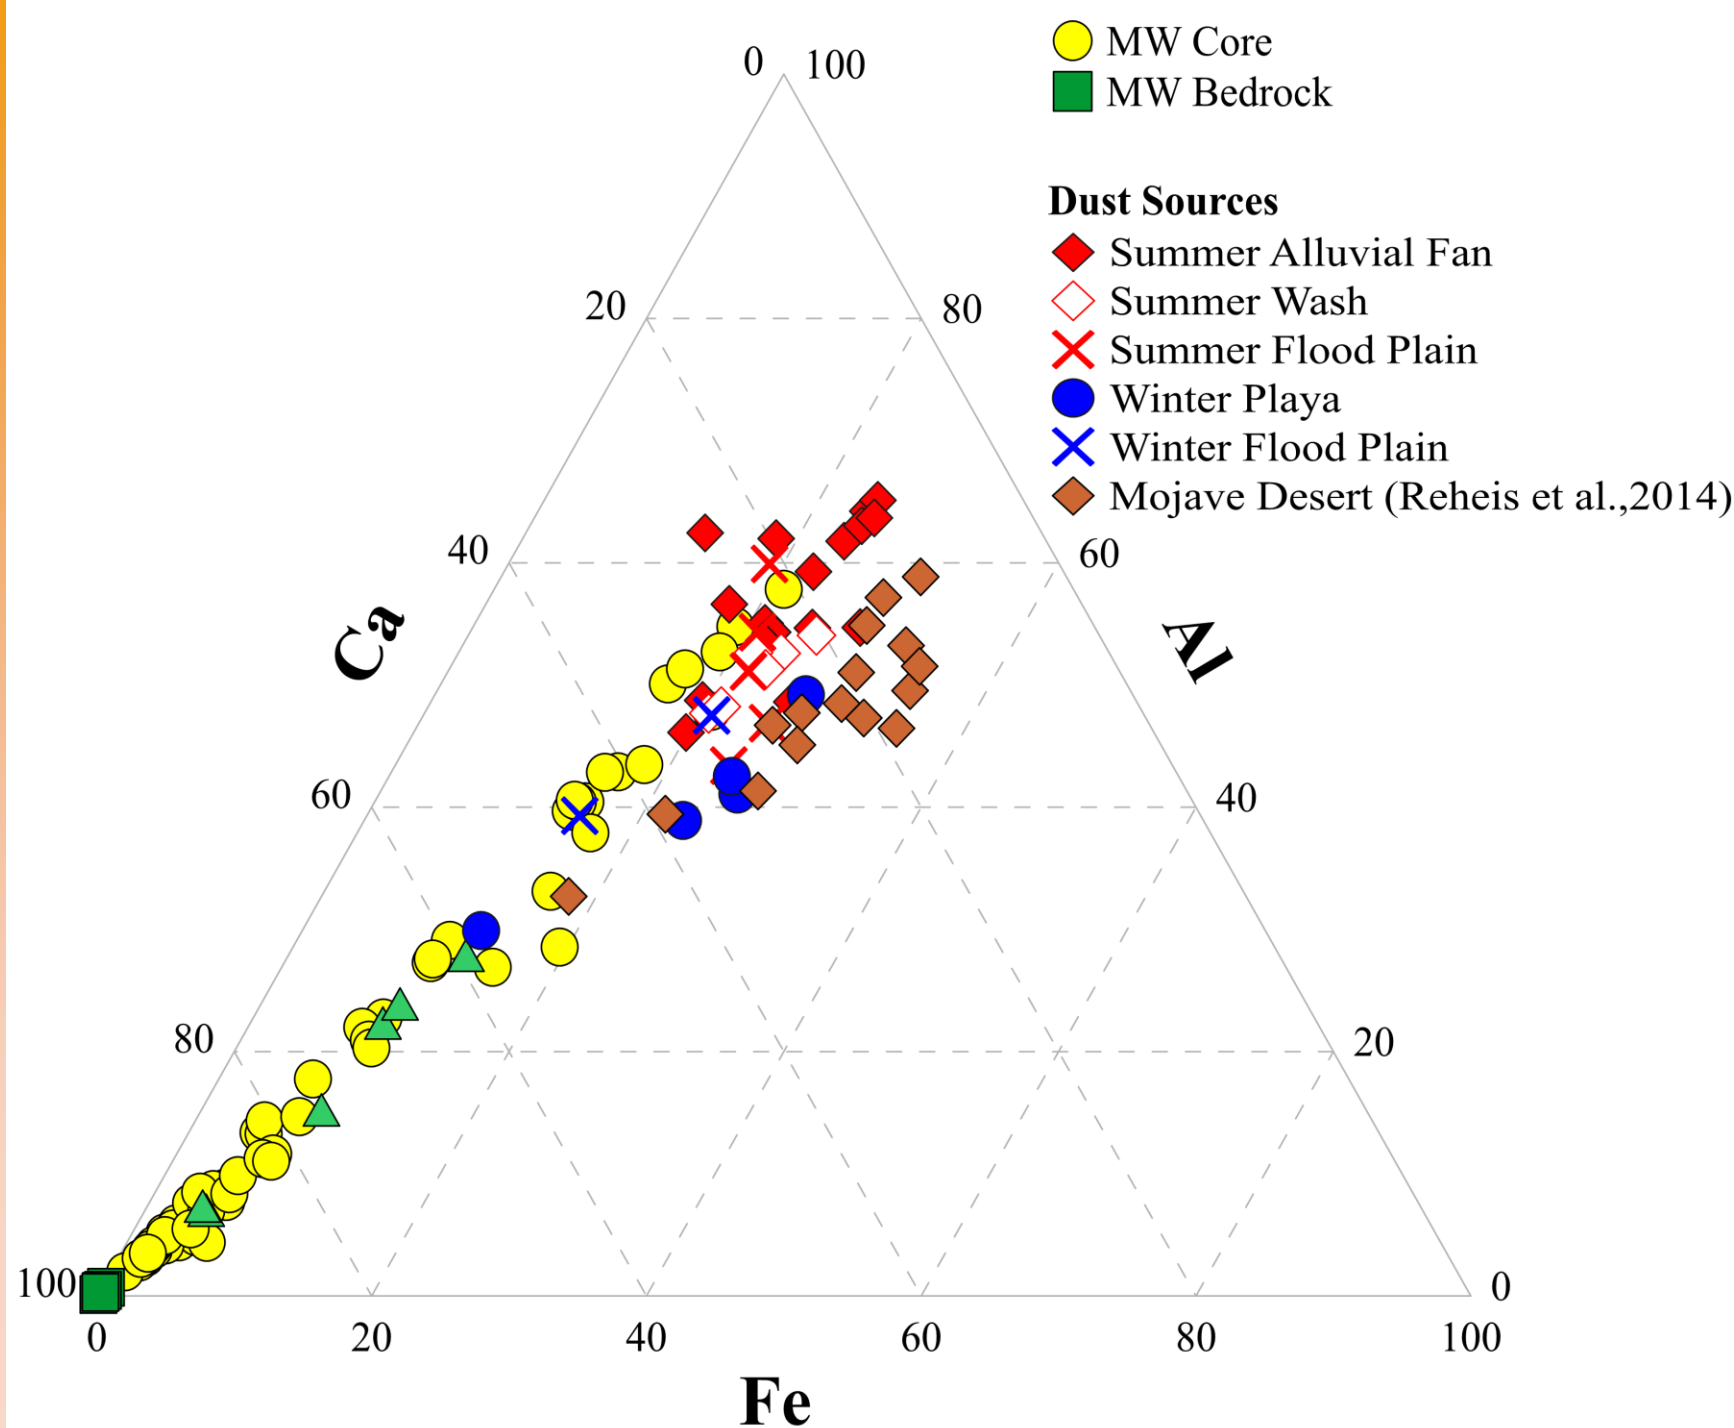 0 100
MW Core
MW Bedrock
Dust Sources
Summer Alluvial Fan
Summer Wash
Summer Flood Plain
Winter Playa
Winter Flood Plain
Mojave Desert (Reheis et al.,2014)
20 80
40 60
Ca Al
60 40
80 20
100 0
0 20 40 60 80 100
Fe